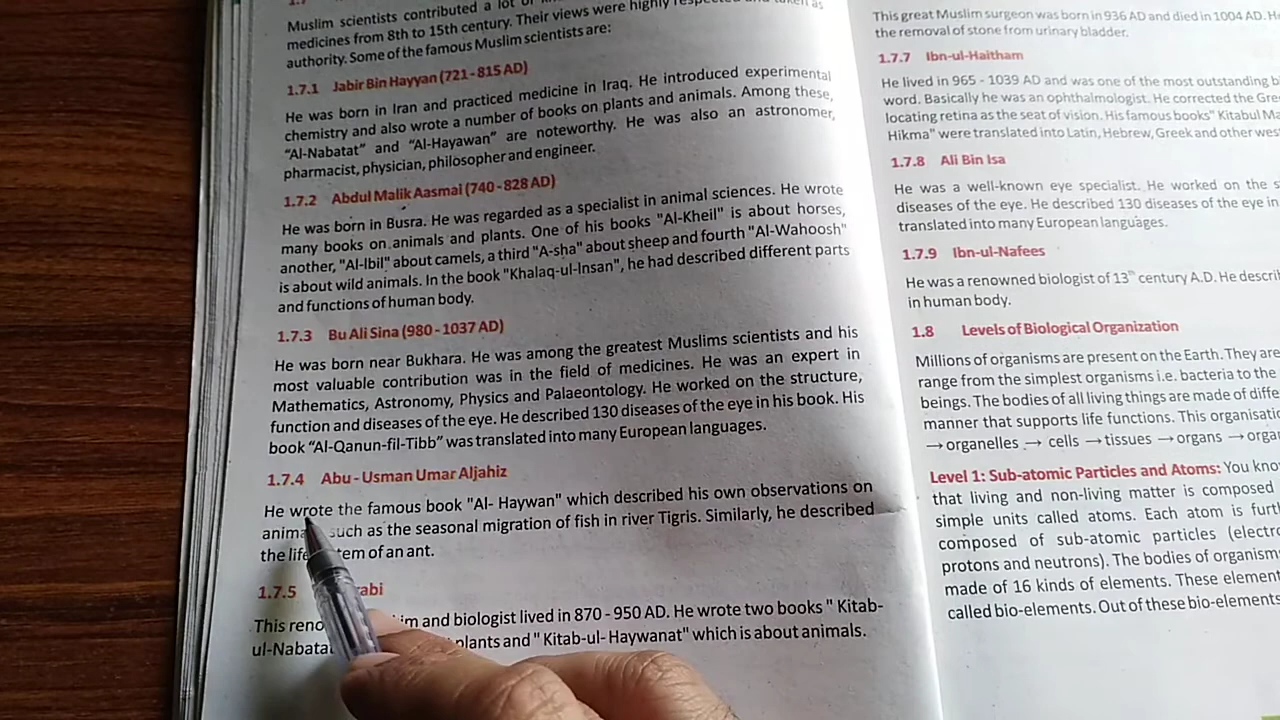 Muslim scientists contributed a lot of
medicines from 8th to 15th century. Their views were highly respected and taken as
authority. Some of the famous Muslim scientists are:
1.7.1 Jabir Bin Hayyan (721-815 AD)
He was born in Iran and practiced medicine in Iraq. He introduced experimental
chemistry and also wrote a number of books on plants and animals. Among these,
"Al-Nabatat" and "Al-Hayawan" are noteworthy. He was also an astronomer,
pharmacist, physician, philosopher and engineer.
1.7.2 Abdul Malik Aasmai (740-828 AD)
He was born in Busra. He was regarded as a specialist in animal sciences. He wrote
many books on animals and plants. One of his books "Al-Kheil" is about horses,
another, "Al-Ibil" about camels, a third "A-sha" about sheep and fourth "Al-Wahoosh"
is about wild animals. In the book "Khalaq-ul-Insan", he had described different parts
and functions of human body.
1.7.3 Bu Ali Sina (980-1037 AD)
He was born near Bukhara. He was among the greatest Muslims scientists and his
most valuable contribution was in the field of medicines. He was an expert in
Mathematics, Astronomy, Physics and Palaeontology. He worked on the structure,
function and diseases of the eye. He described 130 diseases of the eye in his book. His
book "Al-Qanun-fil-Tibb" was translated into many European languages.
1.7.4 Abu-Usman Umar Aljahiz
He wrote the famous book "Al- Haywan" which described his own observations on
such as the seasonal migration of fish in river Tigris. Similarly, he described
the life of an ant.
1.7.5
This and biologist lived in 870-950 AD. He wrote two books " Kitab-
ul-Nabatat plants and " Kitab-ul- Haywanat" which is about animals.
This great Muslim surgeon was born in 936 AD and died in 1004 AD.
the removal of stone from urinary bladder.
1.7.7 Ibn-ul-Haitham
He lived in 965 - 1039 AD and was one of the most outstanding
word. Basically he was an ophthalmologist. He corrected the
locating retina as the seat of vision. His famous books" Kitabul
Hikma" were translated into Latin, Hebrew, Greek and other
1.7.8 Ali Bin Isa
He was a well-known eye specialist. He worked on the
diseases of the eye. He described 130 diseases of the eye in
translated into many European languages.
1.7.9 Ibn-ul-Nafees
He was a renowned biologist of 13th century A.D. He
in human body.
1.8 Levels of Biological Organization
Millions of organisms are present on the Earth. They are
range from the simplest organisms i.e. bacteria to the
beings. The bodies of all living things are made of
manner that supports life functions. This
→ organelles → cells → tissues → organs →
Level 1: Sub-atomic Particles and Atoms: You
that living and non-living matter is composed
simple units called atoms. Each atom is
composed of sub-atomic particles
protons and neutrons). The bodies of
made of 16 kinds of elements. These
called bio-elements. Out of these bio-elements